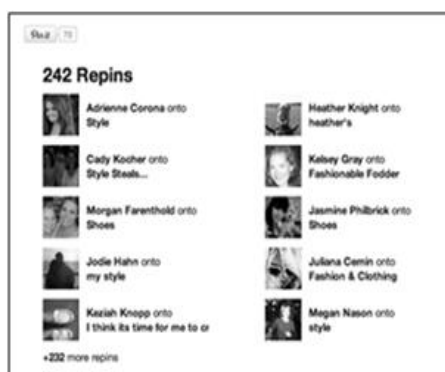 Pin it 78
242 Repins
Adrienne Corona onto
Style
Heather Knight onto
heather's
Cady Kocher onto
Style Steals...
Kelsey Gray onto
Fashionable Fodder
Morgan Farenthold onto
Shoes
Jasmine Philbrick onto
Shoes
Jodie Hahn onto
my style
Juliana Cemin onto
Fashion & Clothing
Keziah Knopp onto
I think its time for me to or
Megan Nason onto
style
+232 more repins